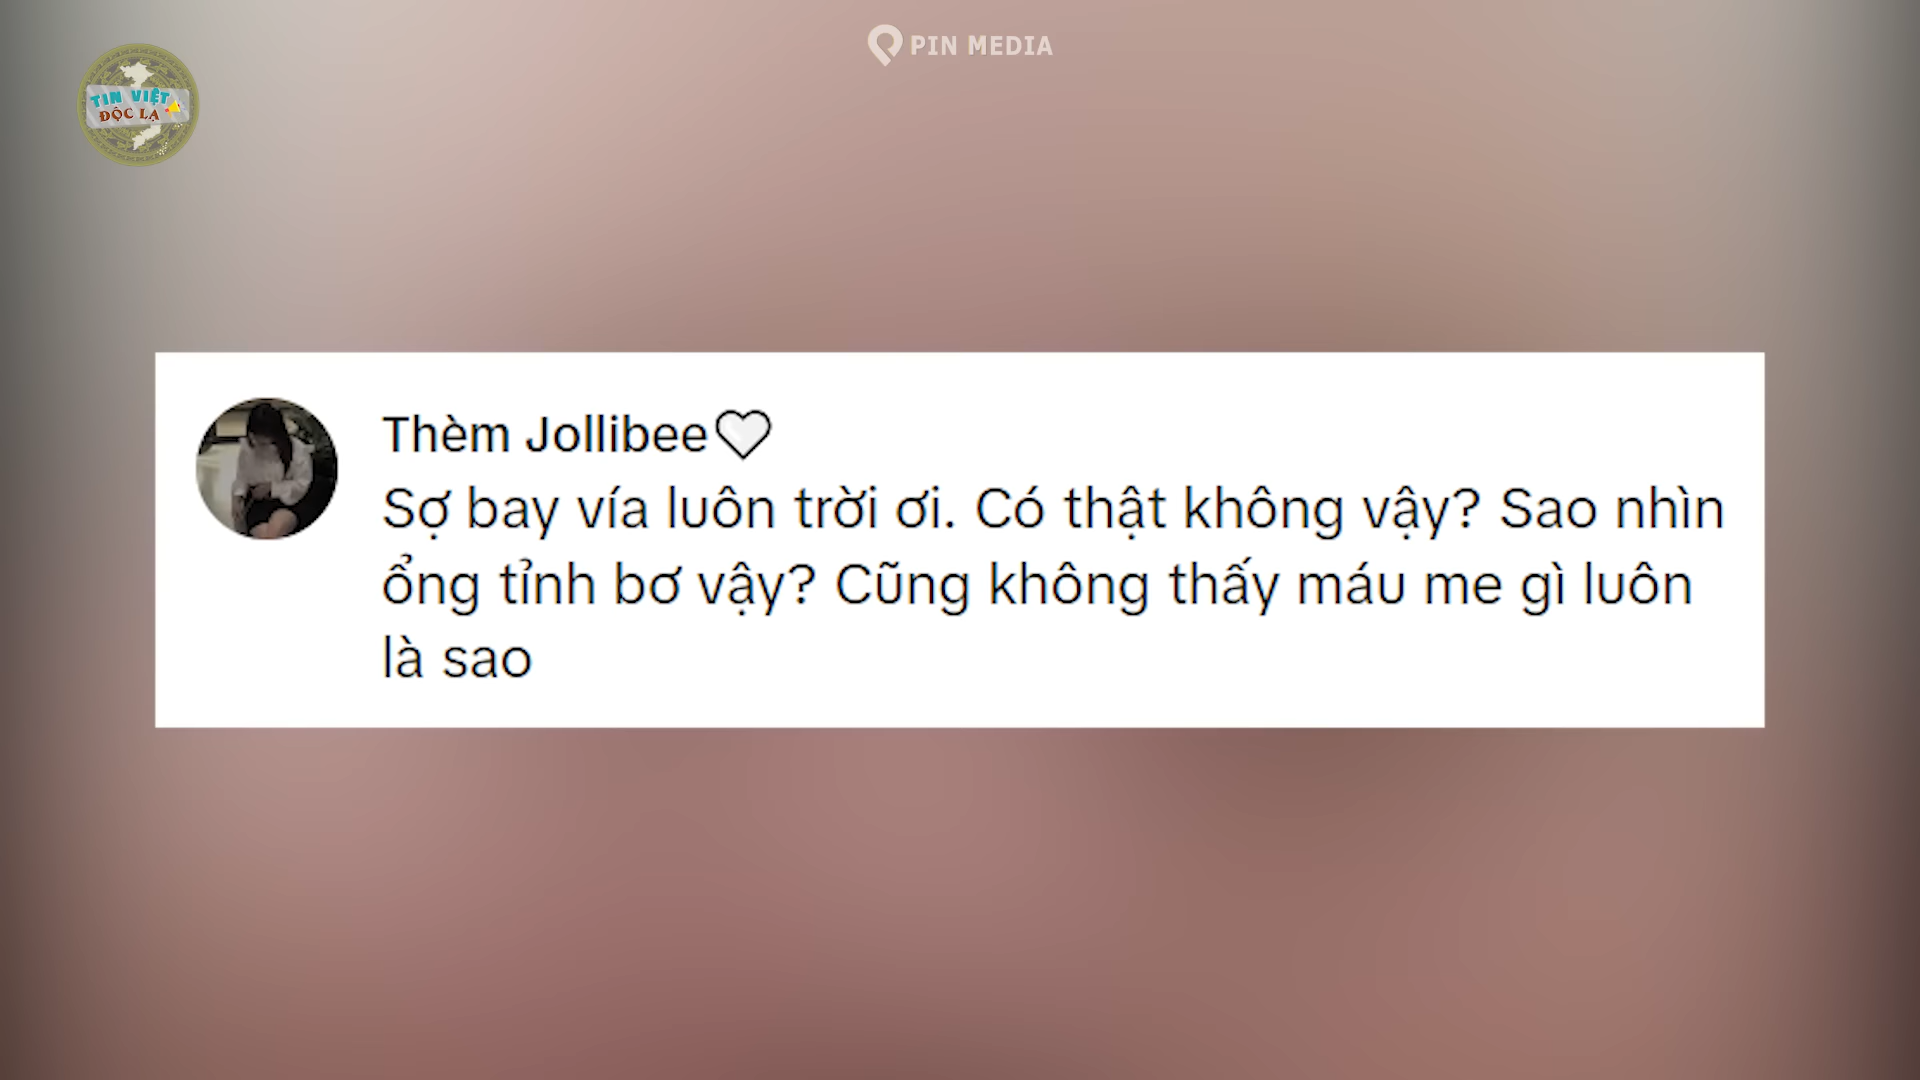 PIN MEDIA
TIN VIỆT
ĐỘC LẠ
Thèm Jollibee🤍
Sợ bay vía luôn trời ơi. Có thật không vậy? Sao nhìn
ổng tỉnh bơ vậy? Cũng không thấy máu me gì luôn
là sao